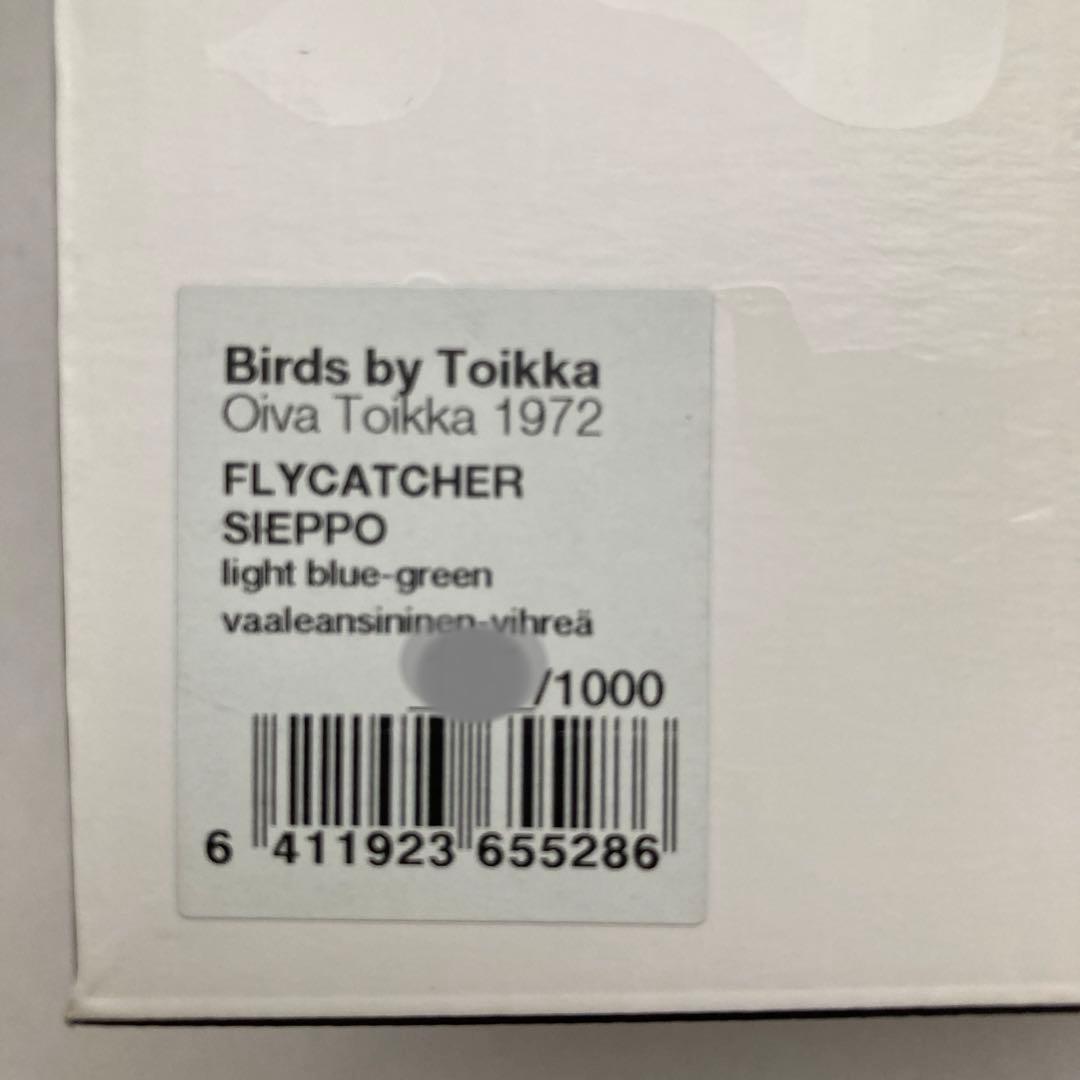 Birds by Toikka
Oiva Toikka 1972
FLYCATCHER
SIEPPO
light blue-green
vaaleansininen-vihreä
/1000
6 411923 655286